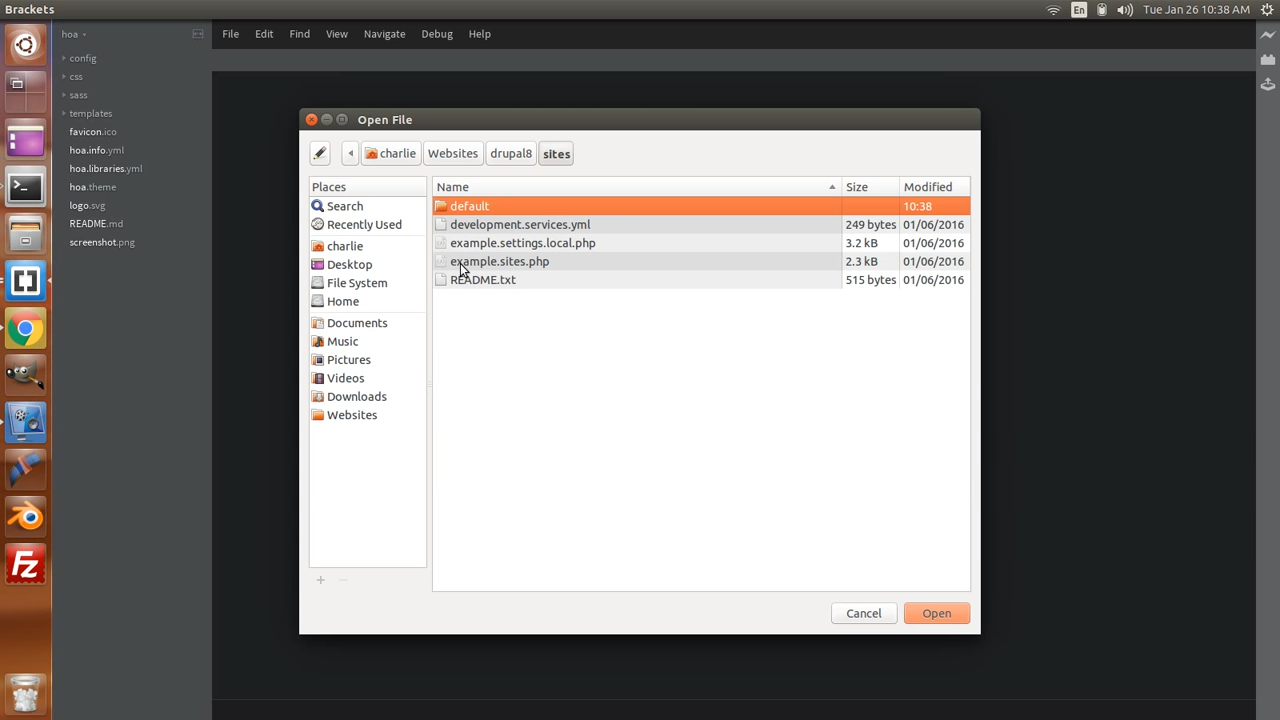 Brackets
En
Tue Jan 26 10:38 AM
hoa
File Edit Find View Navigate Debug Help
config
css
sass
templates
favicon.ico
hoa.info.yml
hoa.libraries.yml
hoa.theme
logo.svg
README.md
screenshot.png
Open File
charlie Websites drupal8 sites
Places
Search
Recently Used
charlie
Desktop
File System
Home
Documents
Music
Pictures
Videos
Downloads
Websites
Name Size Modified
default 10:38
development.services.yml 249 bytes 01/06/2016
example.settings.local.php 3.2 kB 01/06/2016
example.sites.php 2.3 kB 01/06/2016
README.txt 515 bytes 01/06/2016
Cancel Open
Fz